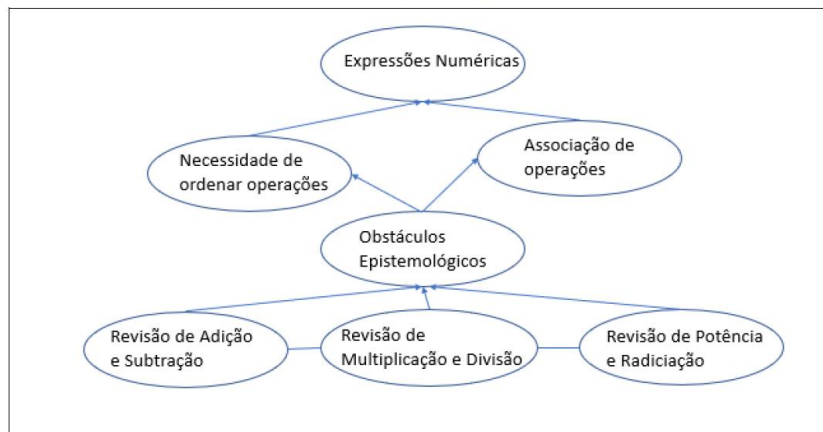 Expressões Numéricas
Necessidade de
ordenar operações
Associação de
operações
Obstáculos
Epistemológicos
Revisão de Adição
e Subtração
Revisão de
Multiplicação e Divisão
Revisão de Potência
e Radiciação